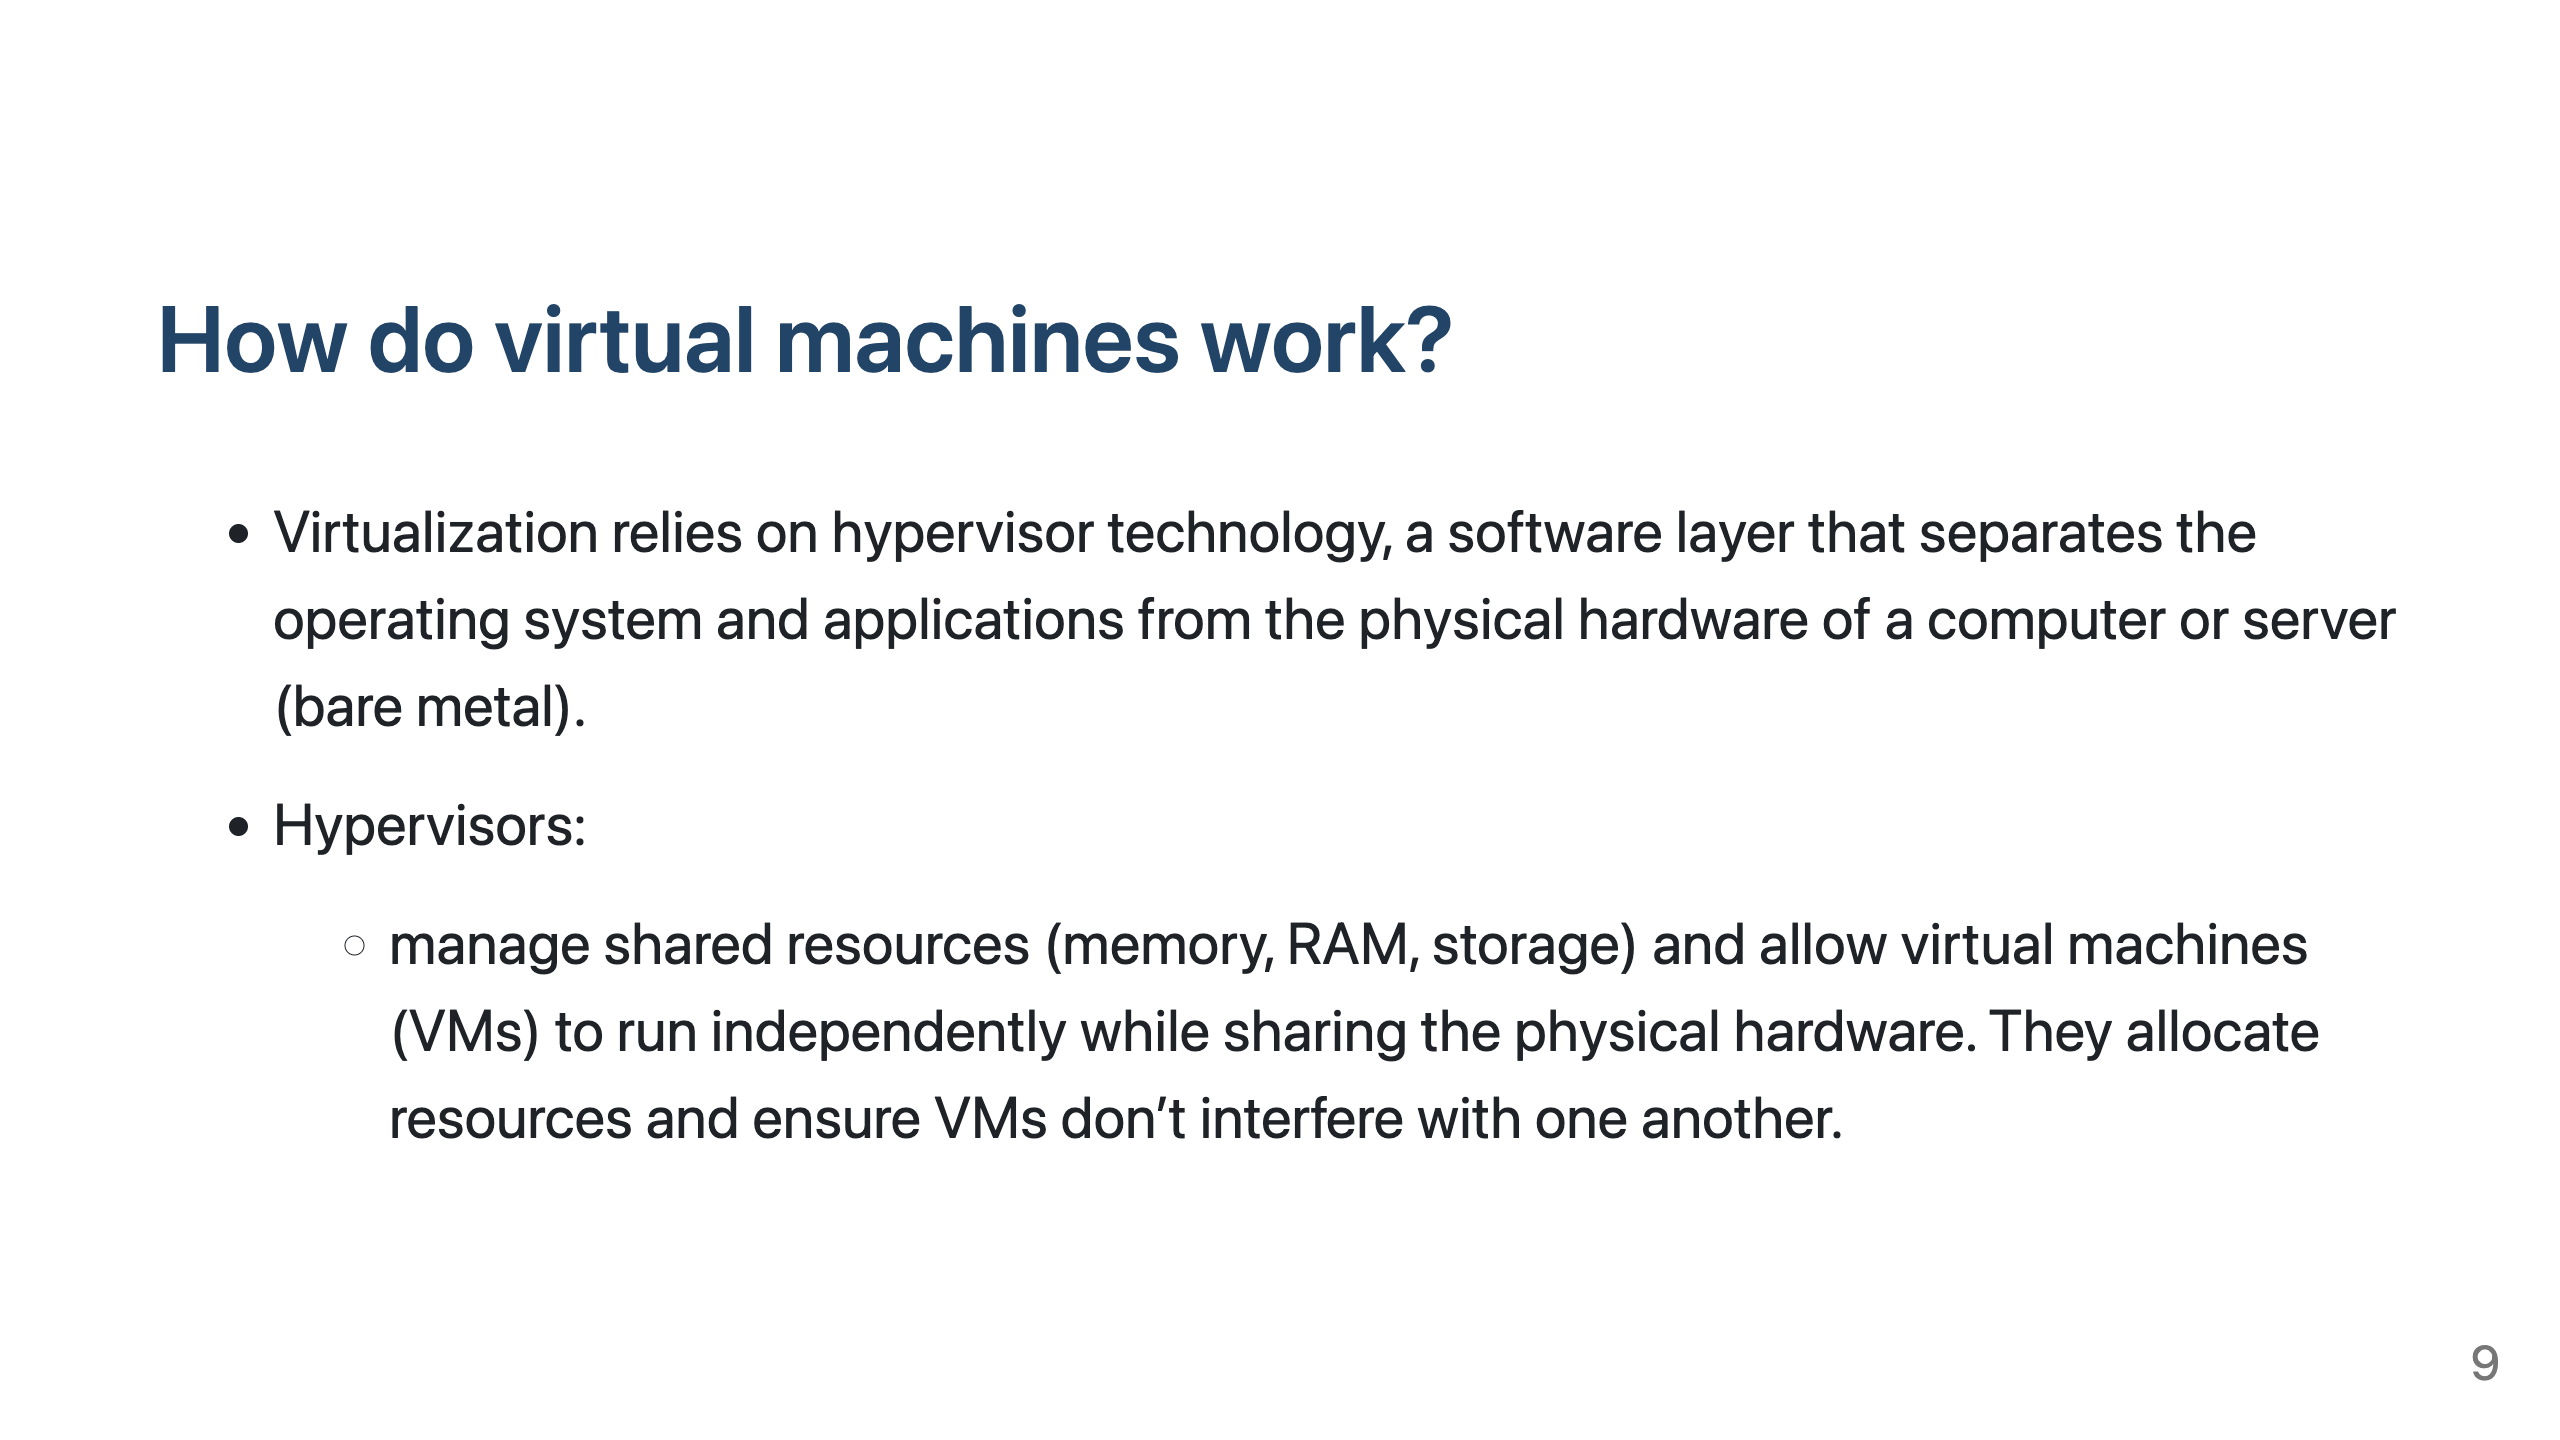 How do virtual machines work?
• Virtualization relies on hypervisor technology, a software layer that separates the
operating system and applications from the physical hardware of a computer or server
(bare metal).
• Hypervisors:
○ manage shared resources (memory, RAM, storage) and allow virtual machines
(VMs) to run independently while sharing the physical hardware. They allocate
resources and ensure VMs don’t interfere with one another.
9